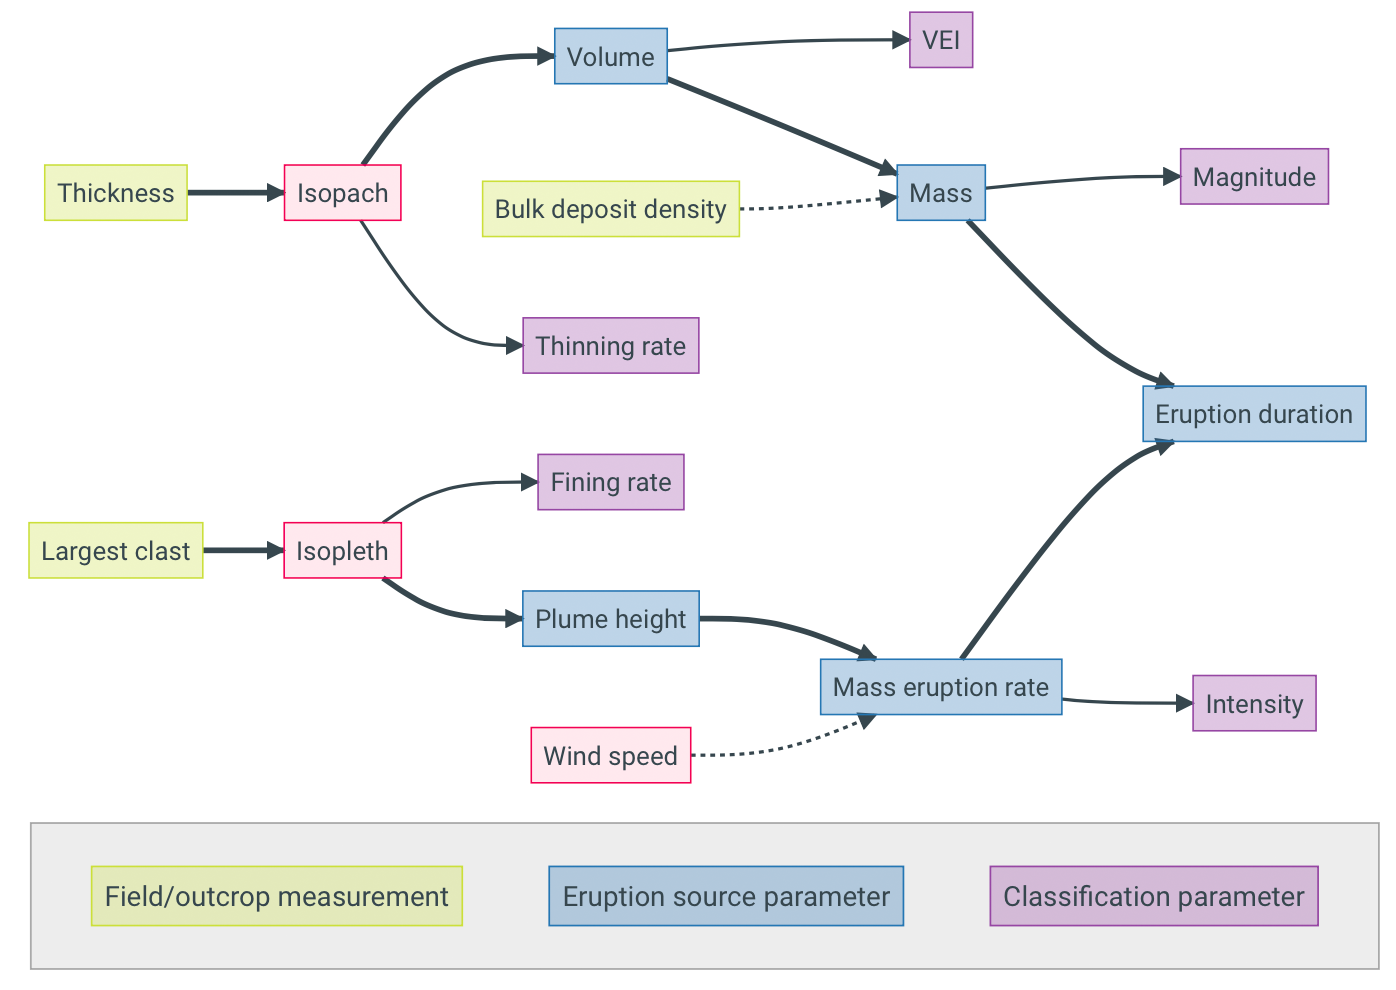 VEI
Volume
Magnitude
Thickness
Isopach
Mass
Bulk deposit density
Thinning rate
Eruption duration
Fining rate
Largest clast
Isopleth
Plume height
Mass eruption rate
Intensity
Wind speed
Field/outcrop measurement
Eruption source parameter
Classification parameter